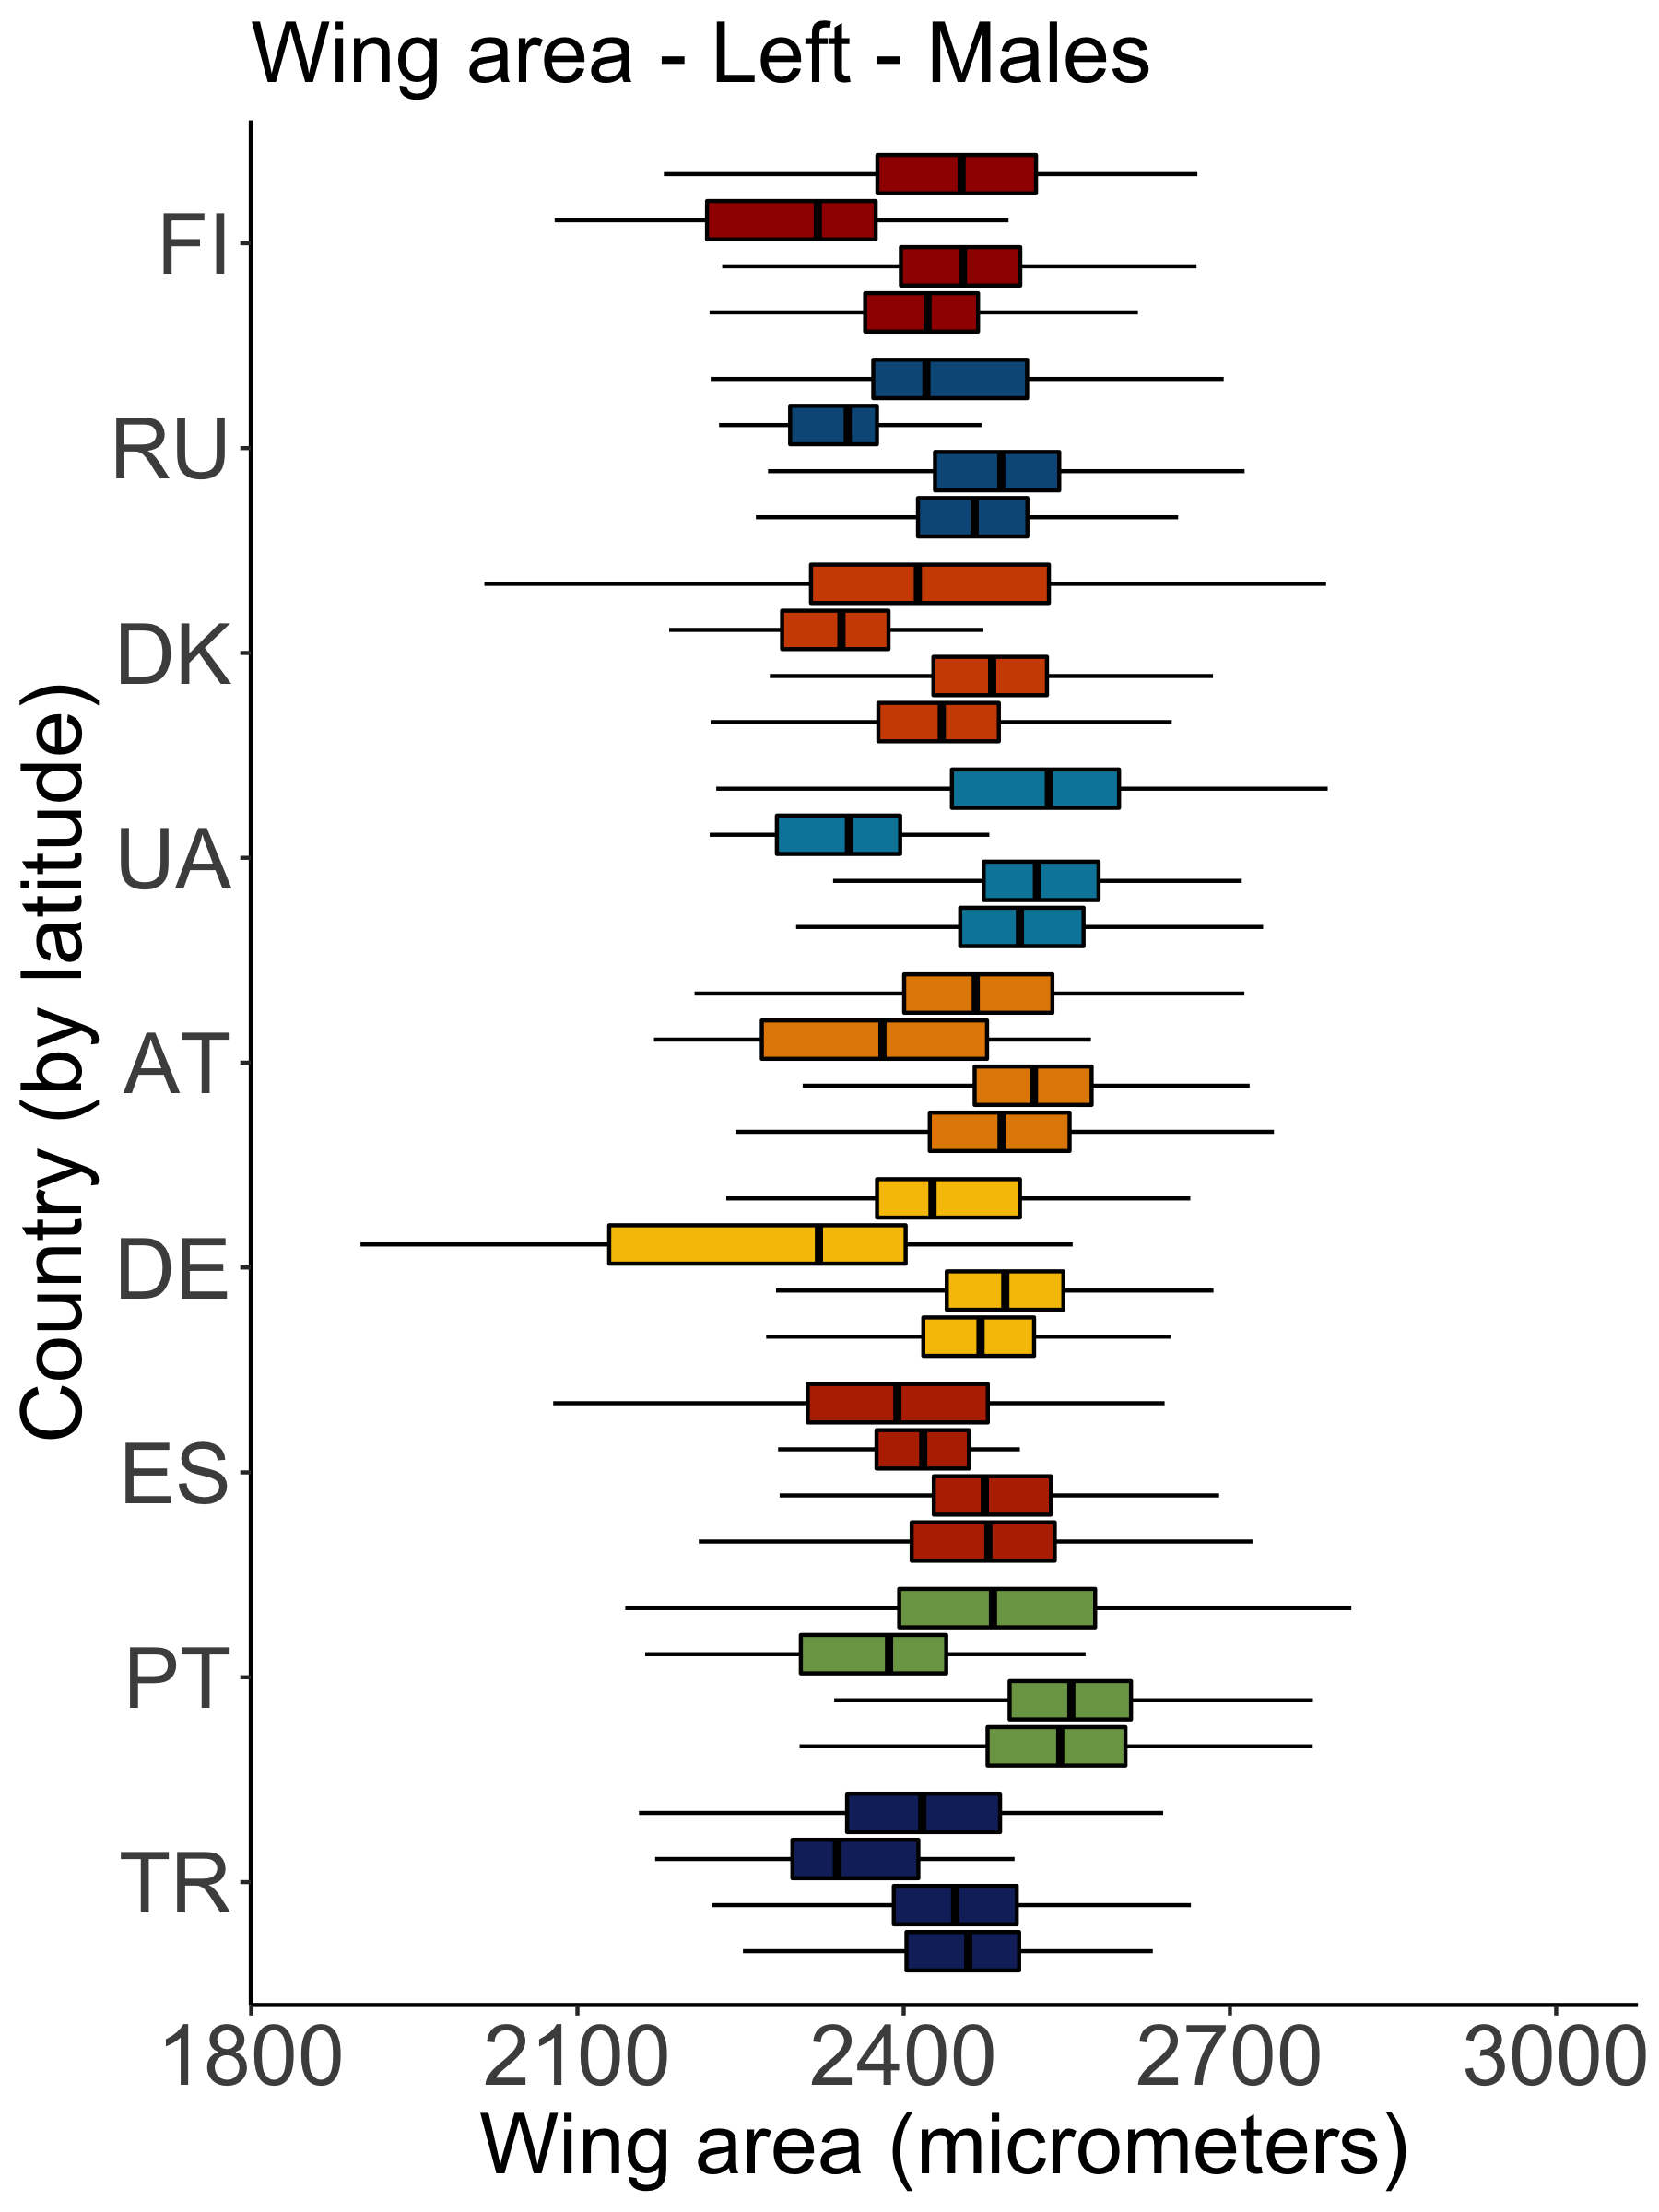 Wing area - Left - Males
Country (by latitude)
FI
RU
DK
UA
AT
DE
ES
PT
TR
1800 2100 2400 2700 3000
Wing area (micrometers)